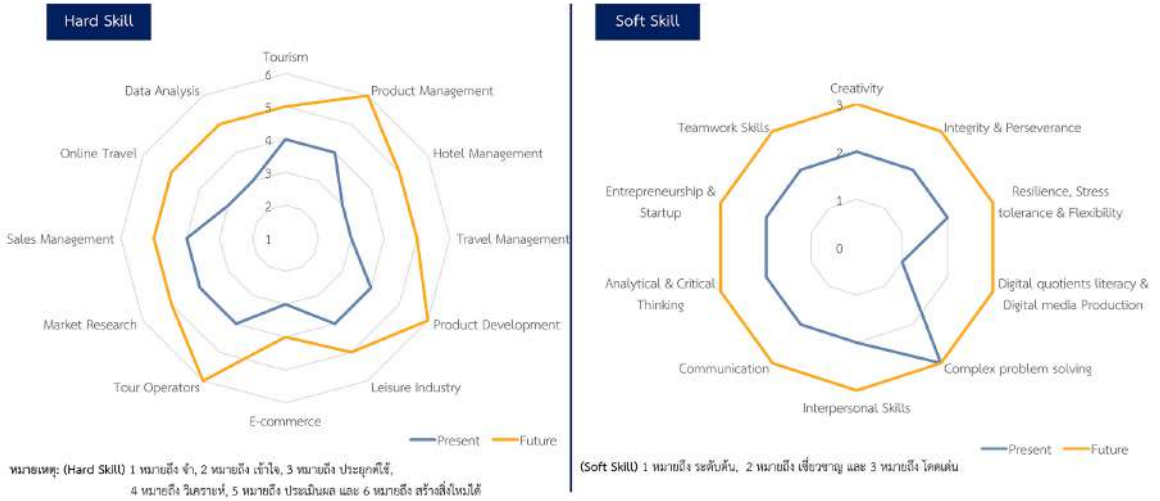 Hard Skill
Tourism
Product Management
Hotel Management
Travel Management
Product Development
Leisure Industry
E-commerce
Tour Operators
Market Research
Sales Management
Online Travel
Data Analysis
6
5
4
3
2
1
Present
Future
หมายเหตุ: (Hard Skill) 1 หมายถึง จำ, 2 หมายถึง เข้าใจ, 3 หมายถึง ประยุกต์ใช้,
4 หมายถึง วิเคราะห์, 5 หมายถึง ประเมินผล และ 6 หมายถึง สร้างสิ่งใหม่ได้
Soft Skill
Creativity
Integrity & Perseverance
Resilience, Stress
tolerance & Flexibility
Digital quotients literacy &
Digital media Production
Complex problem solving
Interpersonal Skills
Communication
Analytical & Critical
Thinking
Entrepreneurship &
Startup
Teamwork Skills
3
2
1
0
Present
Future
(Soft Skill) 1 หมายถึง ระดับต้น, 2 หมายถึง เชี่ยวชาญ และ 3 หมายถึง โดดเด่น